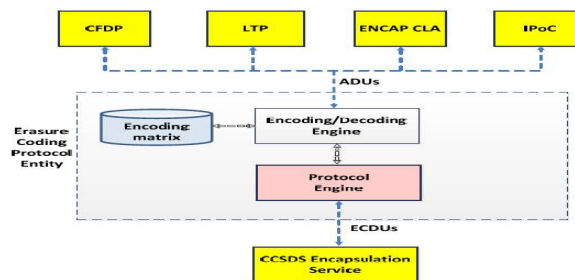 CFDP
LTP
ENCAP CLA
IPoC
ADUs
Erasure
Coding
Protocol
Entity
Encoding
matrix
Encoding/Decoding
Engine
Protocol
Engine
ECDUs
CCSDS Encapsulation
Service